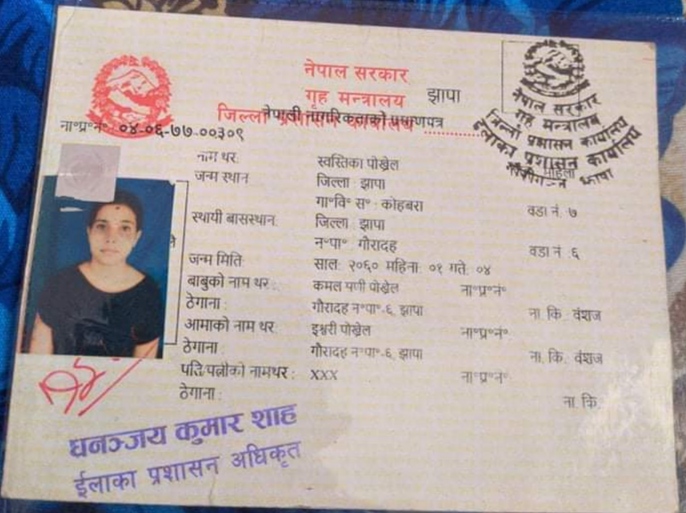 नेपाल सरकार
गृह मन्त्रालय
झापा
जिल्ला प्रशासन कार्यालय
नेपाली नागरिकताको प्रमाणपत्र
नेपाल सरकार
गृह मन्त्रालय
जिल्ला प्रशासन कार्यालय
इलाका प्रशासन कार्यालय
झापा
महिला
ना॰प्र॰नं॰ ०४-०६-७७-००३०९
नाम थर: स्वस्तिका पोख्रेल
जन्म स्थान जिल्ला : झापा
गा॰वि॰ स॰ : कोहबरा वडा नं. ७
स्थायी बासस्थान: जिल्ला : झापा
न॰पा॰ : गौरादह वडा नं. ६
जन्म मिति: साल: २०६० महिना: ०१ गते: ०४
बाबुको नाम थर: कमल पोख्रेल ना॰प्र॰नं॰
ठेगाना : गौरादह न॰पा॰-६, झापा ना. कि. वंशज
आमाको नाम थर: इश्वरी पोख्रेल ना॰प्र॰नं॰
ठेगाना : गौरादह न॰पा॰-६, झापा ना. कि. वंशज
पति/पत्नीको नामथर : XXX ना॰प्र॰नं॰
ठेगाना : ना. कि.
धनञ्जय कुमार शाह
ईलाका प्रशासन अधिकृत